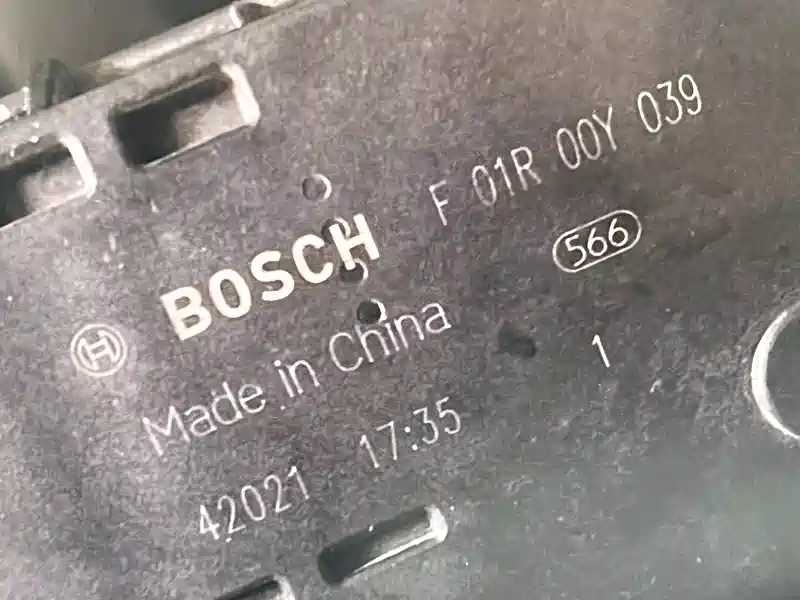 F 01R 00Y 039
BOSCH
566
Made in China
1
42021 17:35